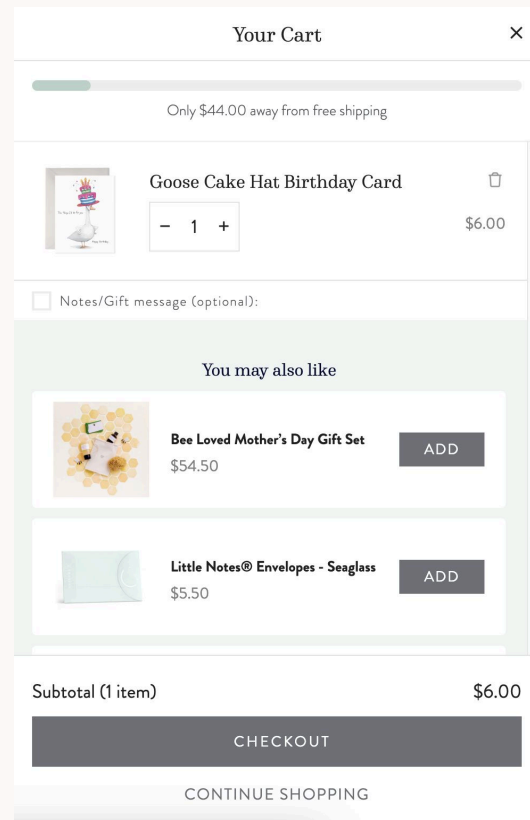 Your Cart
Only $44.00 away from free shipping
Goose Cake Hat Birthday Card
− 1 +
$6.00
Notes/Gift message (optional):
You may also like
Bee Loved Mother's Day Gift Set
$54.50
ADD
Little Notes® Envelopes - Seaglass
$5.50
ADD
Subtotal (1 item)
$6.00
CHECKOUT
CONTINUE SHOPPING